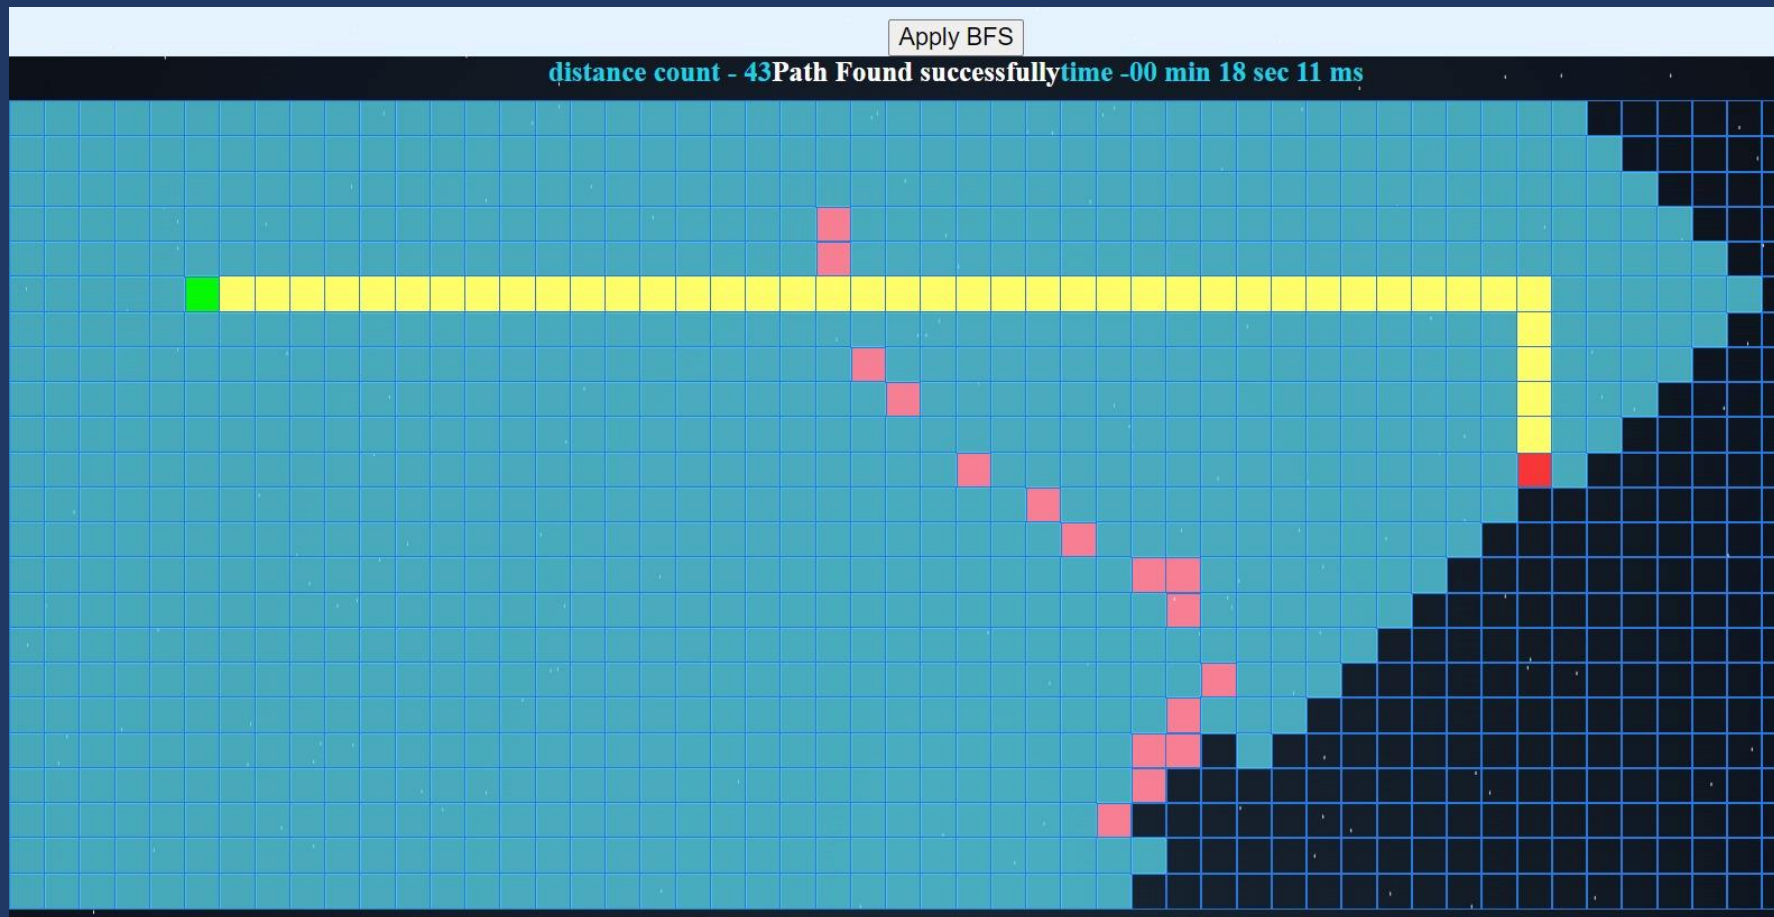 Apply BFS
distance count - 43Path Found successfullytime -00 min 18 sec 11 ms